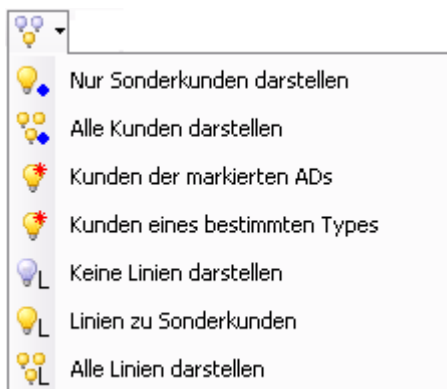 Nur Sonderkunden darstellen
Alle Kunden darstellen
Kunden der markierten ADs
Kunden eines bestimmten Types
L Keine Linien darstellen
L Linien zu Sonderkunden
L Alle Linien darstellen